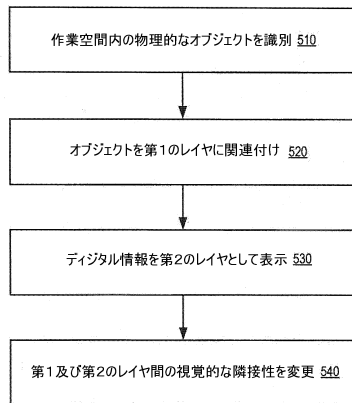 作業空間内の物理的なオブジェクトを識別 510
オブジェクトを第1のレイヤに関連付け 520
ディジタル情報を第2のレイヤとして表示 530
第1及び第2のレイヤ間の視覚的な隣接性を変更 540